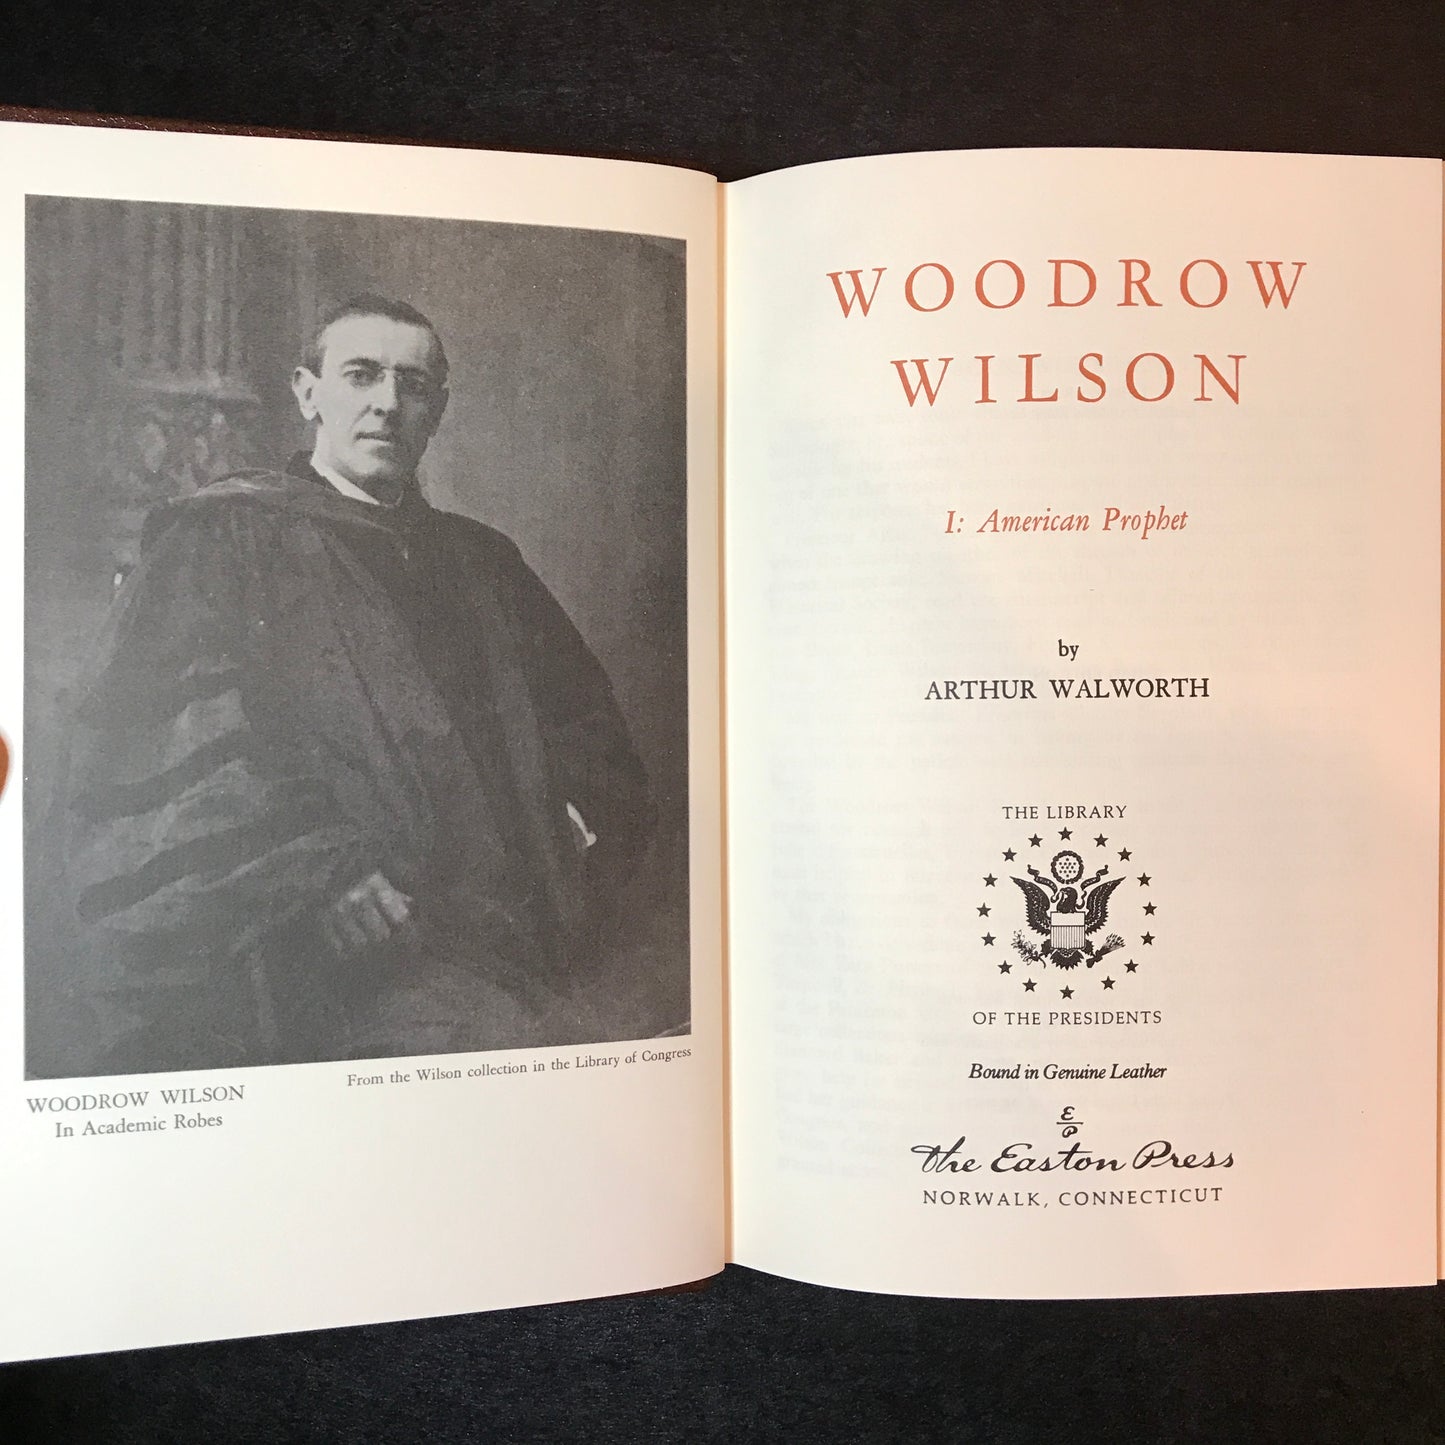 WOODROW WILSON
In Academic Robes
From the Wilson collection in the Library of Congress
WOODROW
WILSON
I: American Prophet
by
ARTHUR WALWORTH
THE LIBRARY
OF THE PRESIDENTS
Bound in Genuine Leather
E
P
The Easton Press
NORWALK, CONNECTICUT